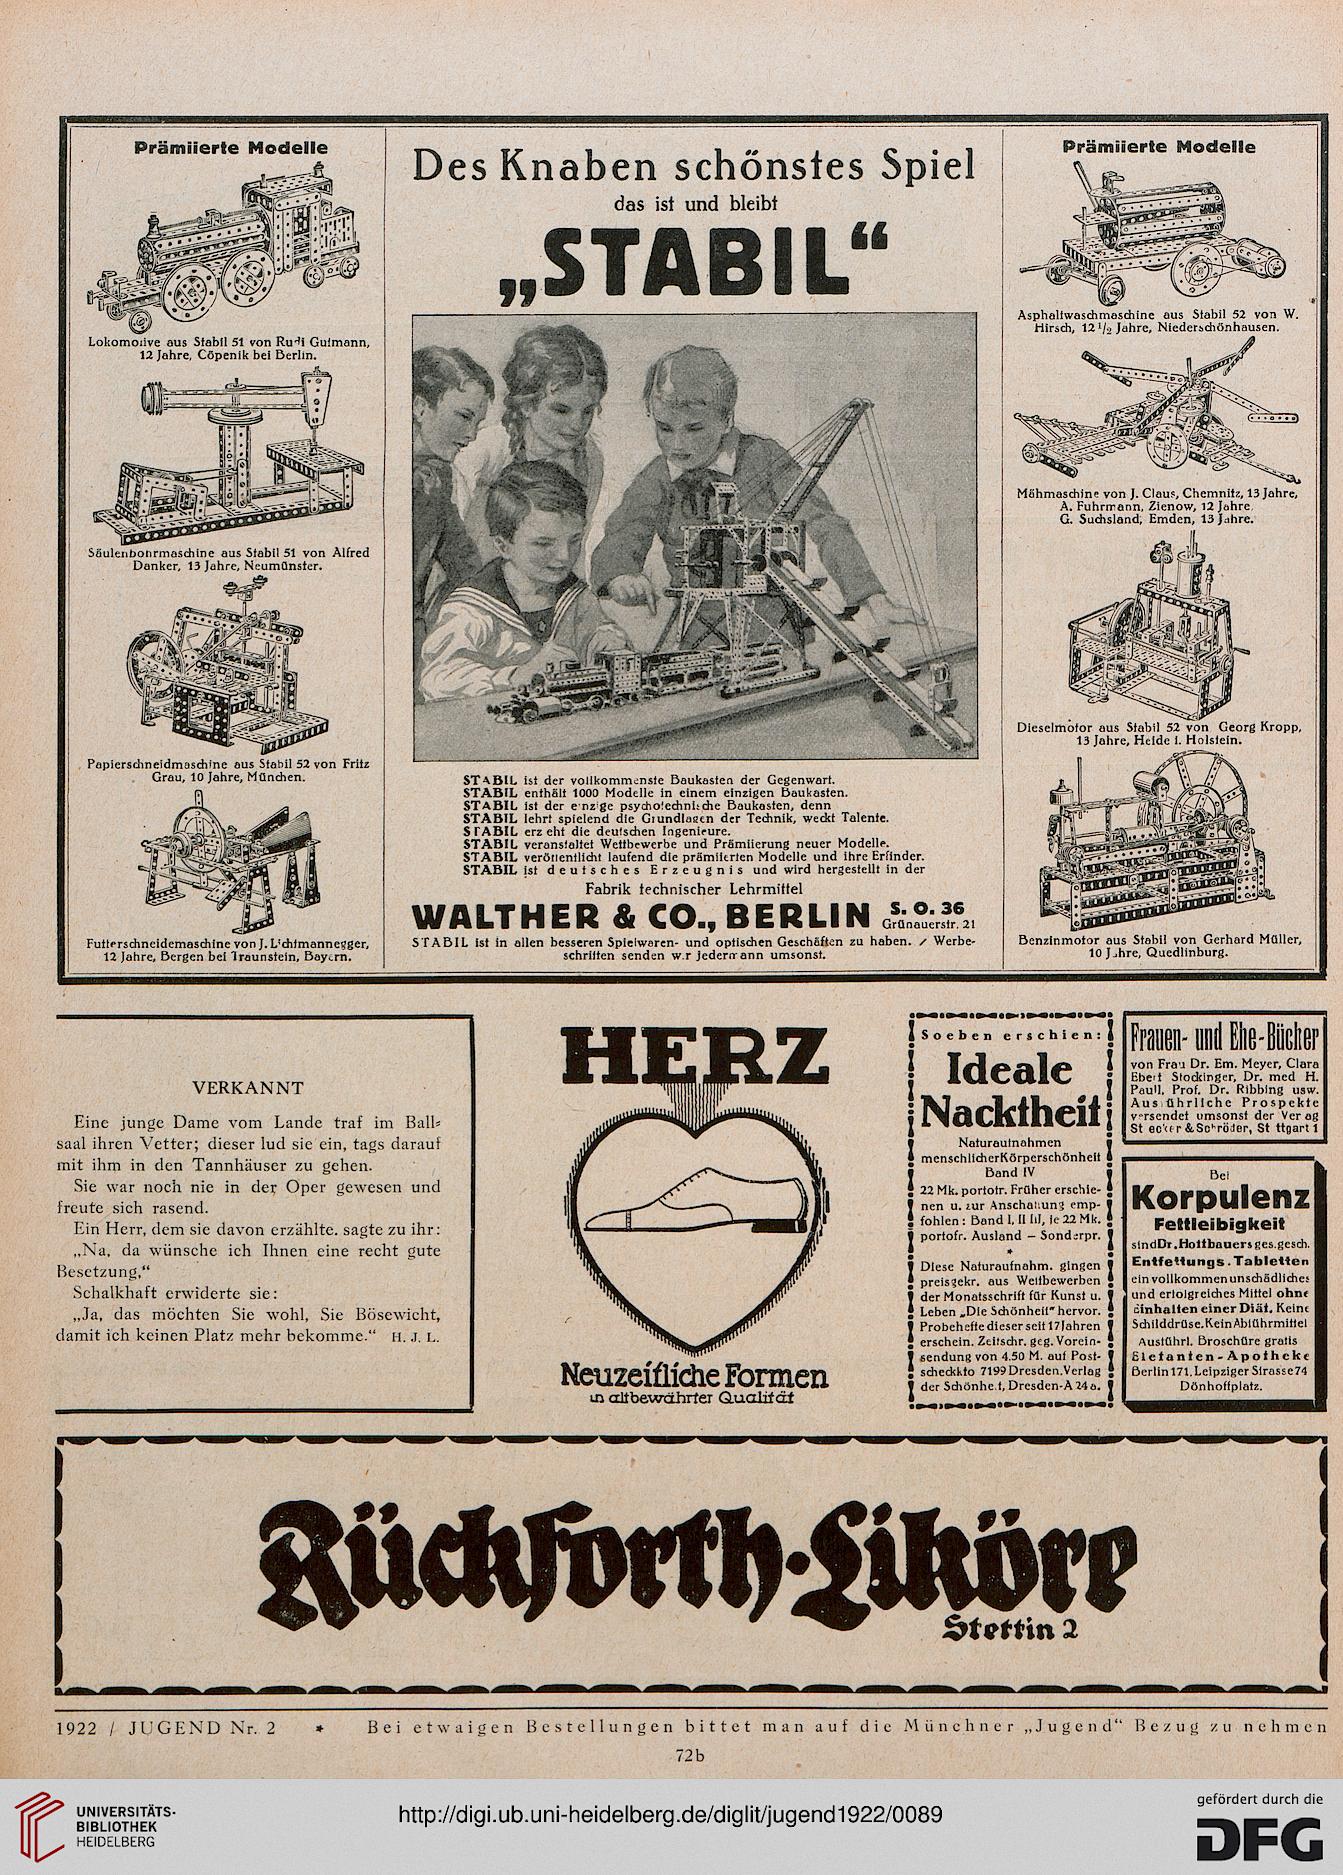 Prämiierte Modelle
Lokomotive aus Stabil 51 von Rudi Gutmann,
12 Jahre, Cöpenik bei Berlin.
Säulenbohrmaschine aus Stabil 51 von Alfred
Danker, 13 Jahre, Neumünster.
Papierschneidmaschine aus Stabil 52 von Fritz
Grau, 10 Jahre, München.
Futterschneidemaschine von J. Lichtmannegger,
12 Jahre, Bergen bei Traunstein, Bayern.
Des Knaben schönstes Spiel
das ist und bleibt
„STABIL“
STABIL ist der vollkommenste Baukasten der Gegenwart.
STABIL enthält 1000 Modelle in einem einzigen Baukasten.
STABIL ist der einzige psychotechnische Baukasten, denn
STABIL lehrt spielend die Grundlagen der Technik, weckt Talente.
STABIL erzieht die deutschen Ingenieure.
STABIL veranstaltet Wettbewerbe und Prämiierung neuer Modelle.
STABIL veröffentlicht laufend die prämiierten Modelle und ihre Erfinder.
STABIL ist deutsches Erzeugnis und wird hergestellt in der
Fabrik technischer Lehrmittel
WALTHER & CO., BERLIN S. O. 36
Grünauerstr. 21
STABIL ist in allen besseren Spielwaren- und optischen Geschäften zu haben. / Werbe-
schriften senden wir jedermann umsonst.
Prämiierte Modelle
Asphaltwaschmaschine aus Stabil 52 von W.
Hirsch, 12 1/2 Jahre, Niederschönhausen.
Mähmaschine von J. Claus, Chemnitz, 13 Jahre,
A. Fuhrmann, Zienow, 12 Jahre,
G. Suchsland, Emden, 13 Jahre.
Dieselmotor aus Stabil 52 von Georg Kropp,
13 Jahre, Heide i. Holstein.
Benzinmotor aus Stabil von Gerhard Müller,
10 Jahre, Quedlinburg.
VERKANNT
Eine junge Dame vom Lande traf im Ball-
saal ihren Vetter; dieser lud sie ein, tags darauf
mit ihm in den Tannhäuser zu gehen.
Sie war noch nie in der Oper gewesen und
freute sich rasend.
Ein Herr, dem sie davon erzählte, sagte zu ihr:
„Na, da wünsche ich Ihnen eine recht gute
Besetzung.“
Schalkhaft erwiderte sie:
„Ja, das möchten Sie wohl, Sie Bösewicht,
damit ich keinen Platz mehr bekomme.“ H. J. L.
HERZ
Neuzeitliche Formen
in altbewährter Qualität
Soeben erschien:
Ideale
Nacktheit
Naturaufnahmen
menschlicher Körperschönheit
Band IV
22 Mk. portofr. Früher erschie-
nen u. zur Anschaffung emp-
fohlen: Band I, II III, je 22 Mk.
portofr. Ausland – Sonderpr.
*
Diese Naturaufnahm. gingen
preisgekr. aus Wettbewerben
der Monatsschrift für Kunst u.
Leben „Die Schönheit“ hervor.
Probehefte dieser seit 17 Jahren
erschein. Zeitschr. geg. Vorein-
sendung von 4.50 M. auf Post-
scheckkto 7199 Dresden. Verlag
der Schönheit, Dresden-A 24 a.
Frauen- und Ehe-Bücher
von Frau Dr. Em. Meyer, Clara
Ebert Stockinger, Dr. med H.
Paull, Prof. Dr. Ribbing usw.
Ausführliche Prospekte
versendet umsonst der Verlag
Strecker & Schröder, Stuttgart 1
Bei
Korpulenz
Fettleibigkeit
sind Dr. Hoffbauers ges. gesch.
Entfettungs-Tabletten
ein vollkommen unschädliches
und erfolgreiches Mittel ohne
Einhalten einer Diät. Keine
Schilddrüse. Kein Abführmittel
Ausführl. Broschüre gratis
Elefanten-Apotheke
Berlin 171, Leipziger Strasse 74
Dönhoffplatz.
Rückforth-Liköre
Stettin 2
1922 / JUGEND Nr. 2 * Bei etwaigen Bestellungen bittet man auf die Münchner „Jugend“ Bezug zu nehmen
72b
UNIVERSITÄTS-
BIBLIOTHEK
HEIDELBERG
http://digi.ub.uni-heidelberg.de/diglit/jugend1922/0089
gefördert durch die
DFG